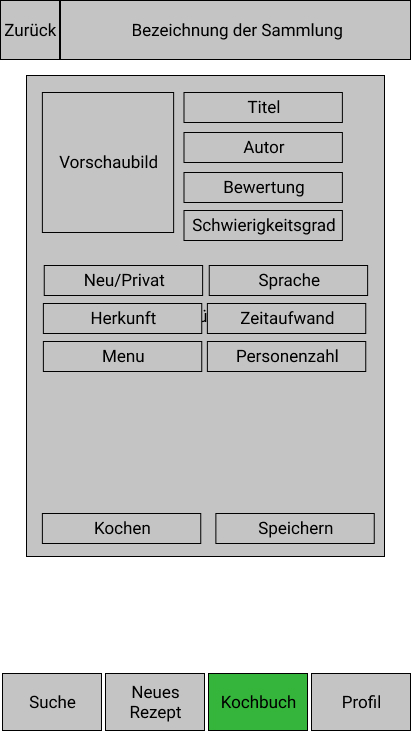 Zurück
Bezeichnung der Sammlung
Vorschaubild
Titel
Autor
Bewertung
Schwierigkeitsgrad
Neu/Privat
Sprache
Herkunft
Zeitaufwand
Menu
Personenzahl
Kochen
Speichern
Suche
Neues
Rezept
Kochbuch
Profil